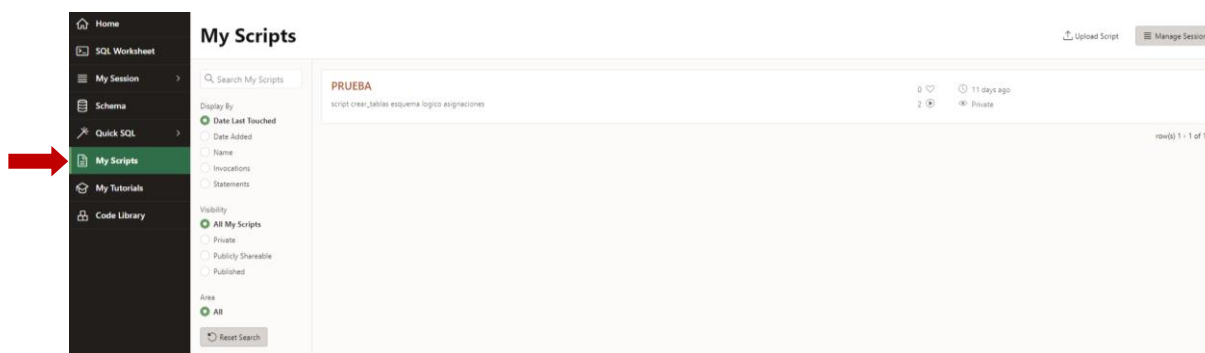 Home
SQL Worksheet
My Session
Schema
Quick SQL
My Scripts
My Tutorials
Code Library
My Scripts
Upload Script
Manage Session
Search My Scripts
Display By
Date Last Touched
Date Added
Name
Invocations
Statements
Visibility
All My Scripts
Private
Publicly Shareable
Published
Area
All
Reset Search
PRUEBA
script crear_tablas esquema logico asignaciones
0
11 days ago
2
Private
row(s) 1 - 1 of 1